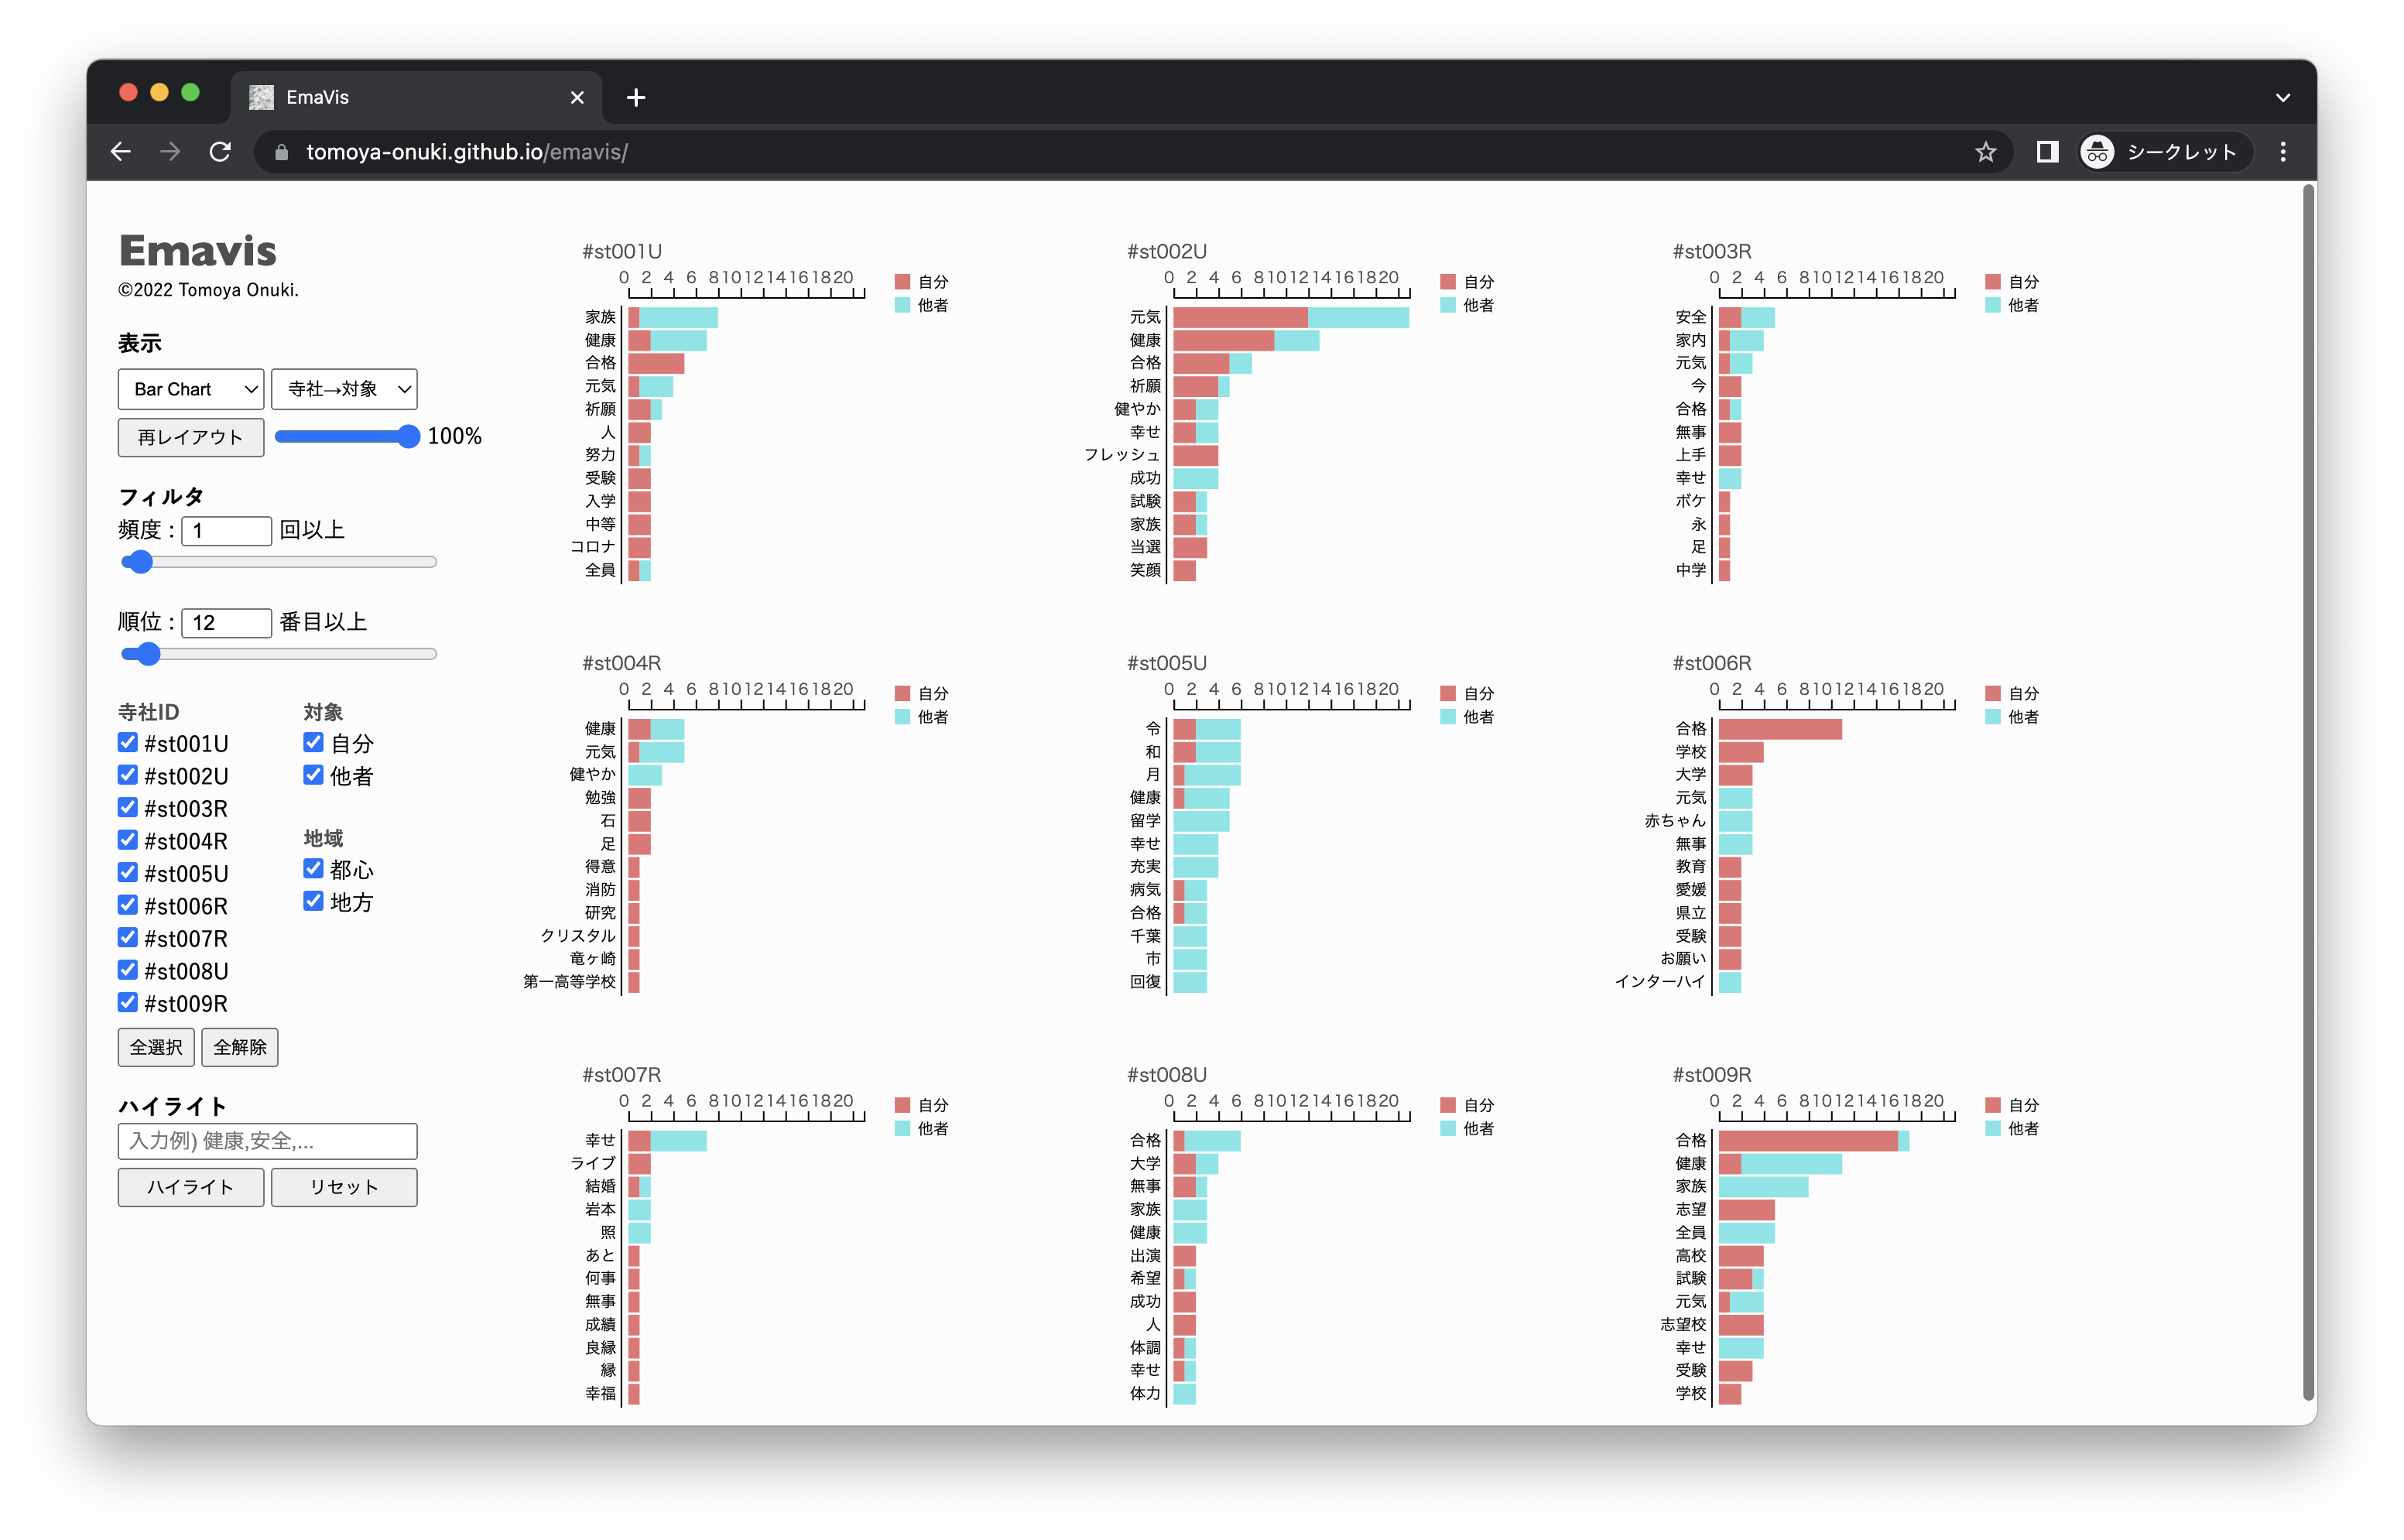 EmaVis
tomoya-onuki.github.io/emavis/
シークレット
Emavis
©2022 Tomoya Onuki.
表示
Bar Chart
寺社→対象
再レイアウト
100%
フィルタ
頻度 : 1 回以上
順位 : 12 番目以上
寺社ID
#st001U
#st002U
#st003R
#st004R
#st005U
#st006R
#st007R
#st008U
#st009R
対象
自分
他者
地域
都心
地方
全選択
全解除
ハイライト
入力例) 健康,安全,...
ハイライト
リセット
#st001U
0 2 4 6 8 10 12 14 16 18 20
自分
他者
家族
健康
合格
元気
祈願
人
努力
受験
入学
中等
コロナ
全員
#st002U
0 2 4 6 8 10 12 14 16 18 20
自分
他者
元気
健康
合格
祈願
健やか
幸せ
フレッシュ
成功
試験
家族
当選
笑顔
#st003R
0 2 4 6 8 10 12 14 16 18 20
自分
他者
安全
家内
元気
今
合格
無事
上手
幸せ
ボケ
永
足
中学
#st004R
0 2 4 6 8 10 12 14 16 18 20
自分
他者
健康
元気
健やか
勉強
石
足
得意
消防
研究
クリスタル
竜ヶ崎
第一高等学校
#st005U
0 2 4 6 8 10 12 14 16 18 20
自分
他者
令
和
月
健康
留学
幸せ
充実
病気
合格
千葉
市
回復
#st006R
0 2 4 6 8 10 12 14 16 18 20
自分
他者
合格
学校
大学
元気
赤ちゃん
無事
教育
愛媛
県立
受験
お願い
インターハイ
#st007R
0 2 4 6 8 10 12 14 16 18 20
自分
他者
幸せ
ライブ
結婚
岩本
照
あと
何事
無事
成績
良縁
縁
幸福
#st008U
0 2 4 6 8 10 12 14 16 18 20
自分
他者
合格
大学
無事
家族
健康
出演
希望
成功
人
体調
幸せ
体力
#st009R
0 2 4 6 8 10 12 14 16 18 20
自分
他者
合格
健康
家族
志望
全員
高校
試験
元気
志望校
幸せ
受験
学校